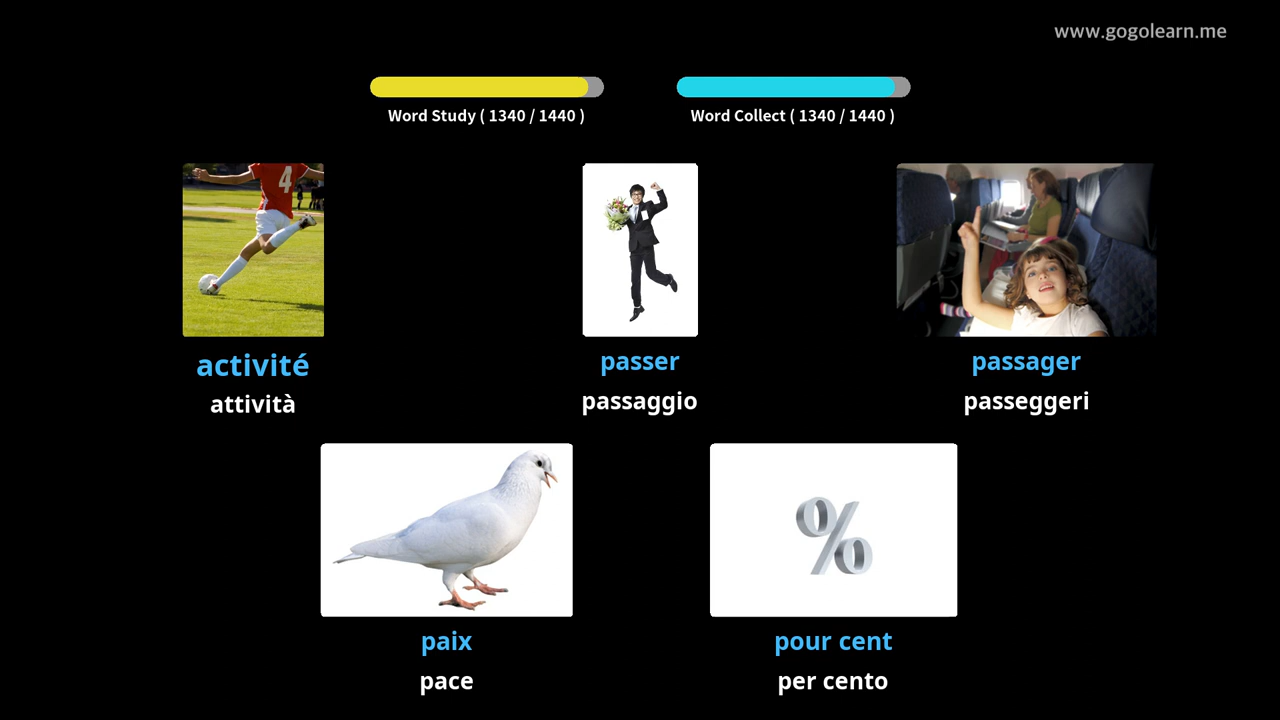 www.gogolearn.me
Word Study ( 1340 / 1440 )
Word Collect ( 1340 / 1440 )
4
activité
attività
passer
passaggio
passager
passeggeri
%
paix
pace
pour cent
per cento